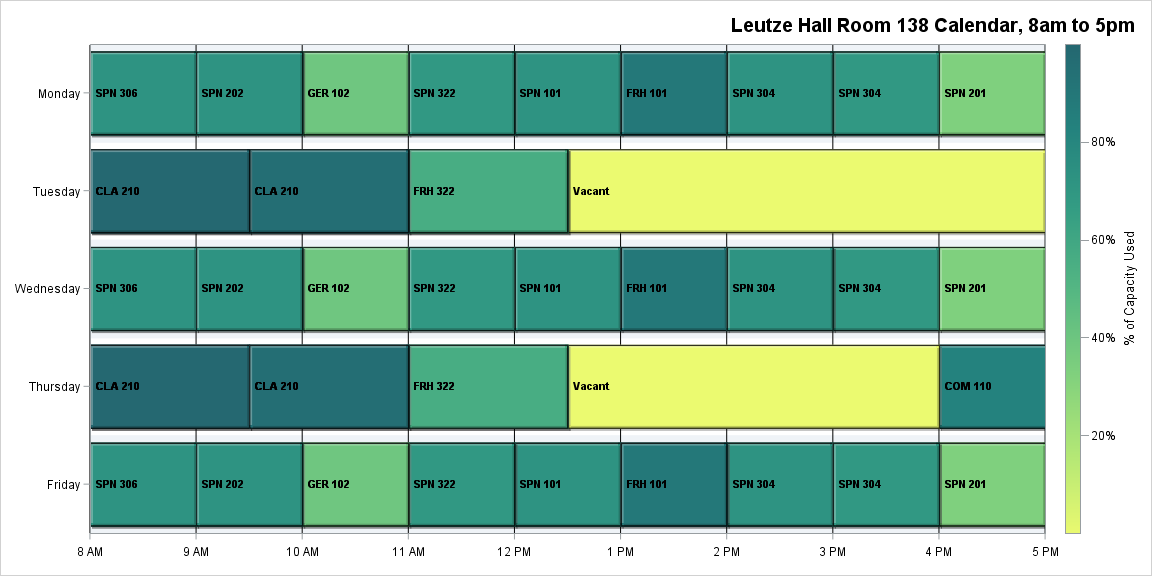 Leutze Hall Room 138 Calendar, 8am to 5pm
Monday SPN 306 SPN 202 GER 102 SPN 322 SPN 101 FRH 101 SPN 304 SPN 304 SPN 201
80%
Tuesday CLA 210 CLA 210 FRH 322 Vacant
60%
Wednesday SPN 306 SPN 202 GER 102 SPN 322 SPN 101 FRH 101 SPN 304 SPN 304 SPN 201
% of Capacity Used
40%
Thursday CLA 210 CLA 210 FRH 322 Vacant COM 110
20%
Friday SPN 306 SPN 202 GER 102 SPN 322 SPN 101 FRH 101 SPN 304 SPN 304 SPN 201
8 AM 9 AM 10 AM 11 AM 12 PM 1 PM 2 PM 3 PM 4 PM 5 PM